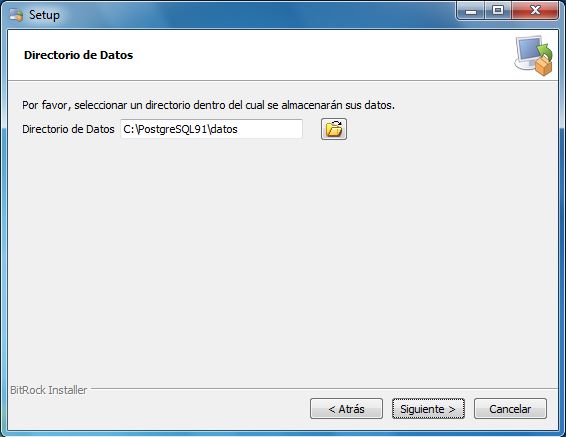 Setup
Directorio de Datos
Por favor, seleccionar un directorio dentro del cual se almacenarán sus datos.
Directorio de Datos C:\PostgreSQL91\datos
BitRock Installer
< Atrás Siguiente > Cancelar